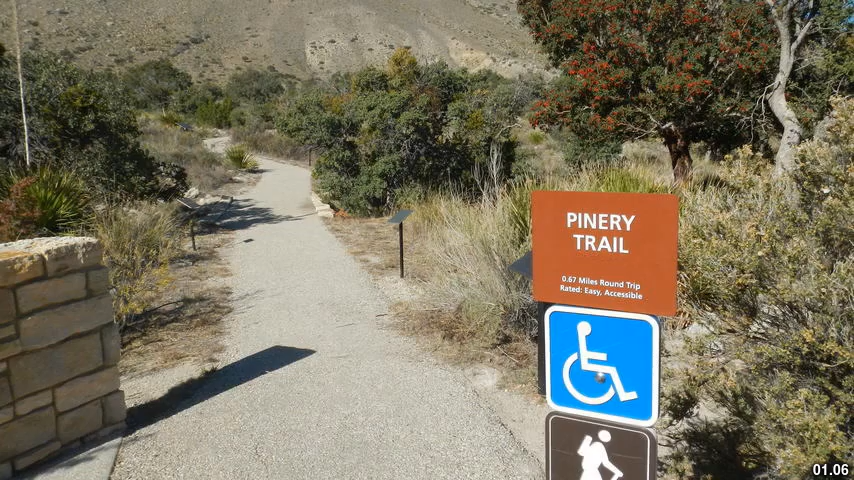 PINERY
TRAIL
0.67 Miles Round Trip
Rated: Easy, Accessible
01.06